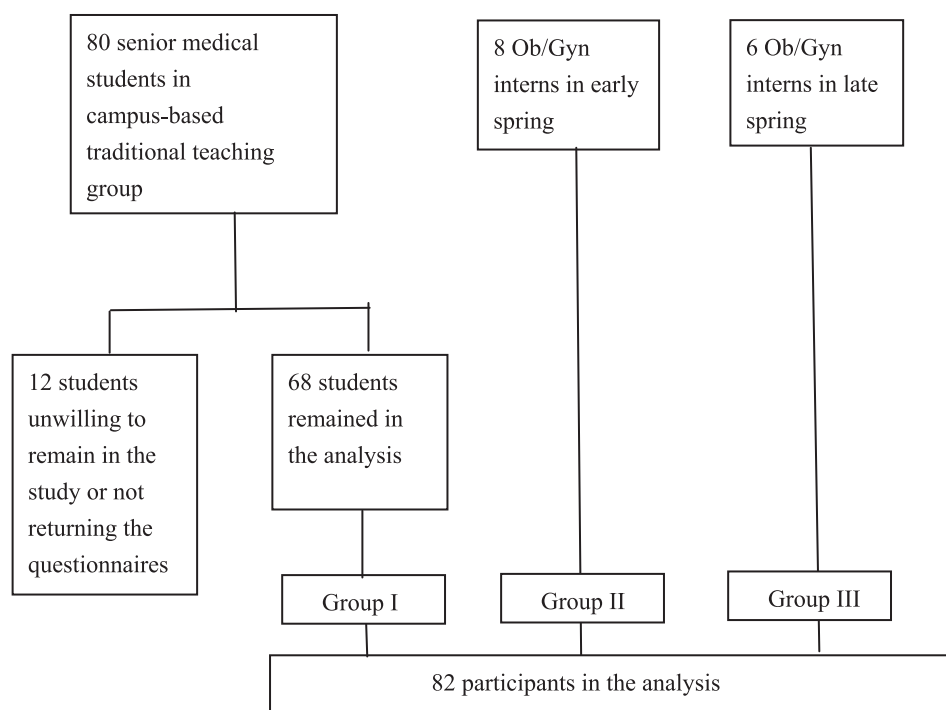 80 senior medical
students in
campus-based
traditional teaching
group
8 Ob/Gyn
interns in early
spring
6 Ob/Gyn
interns in late
spring
12 students
unwilling to
remain in the
study or not
returning the
questionnaires
68 students
remained in
the analysis
Group I
Group II
Group III
82 participants in the analysis